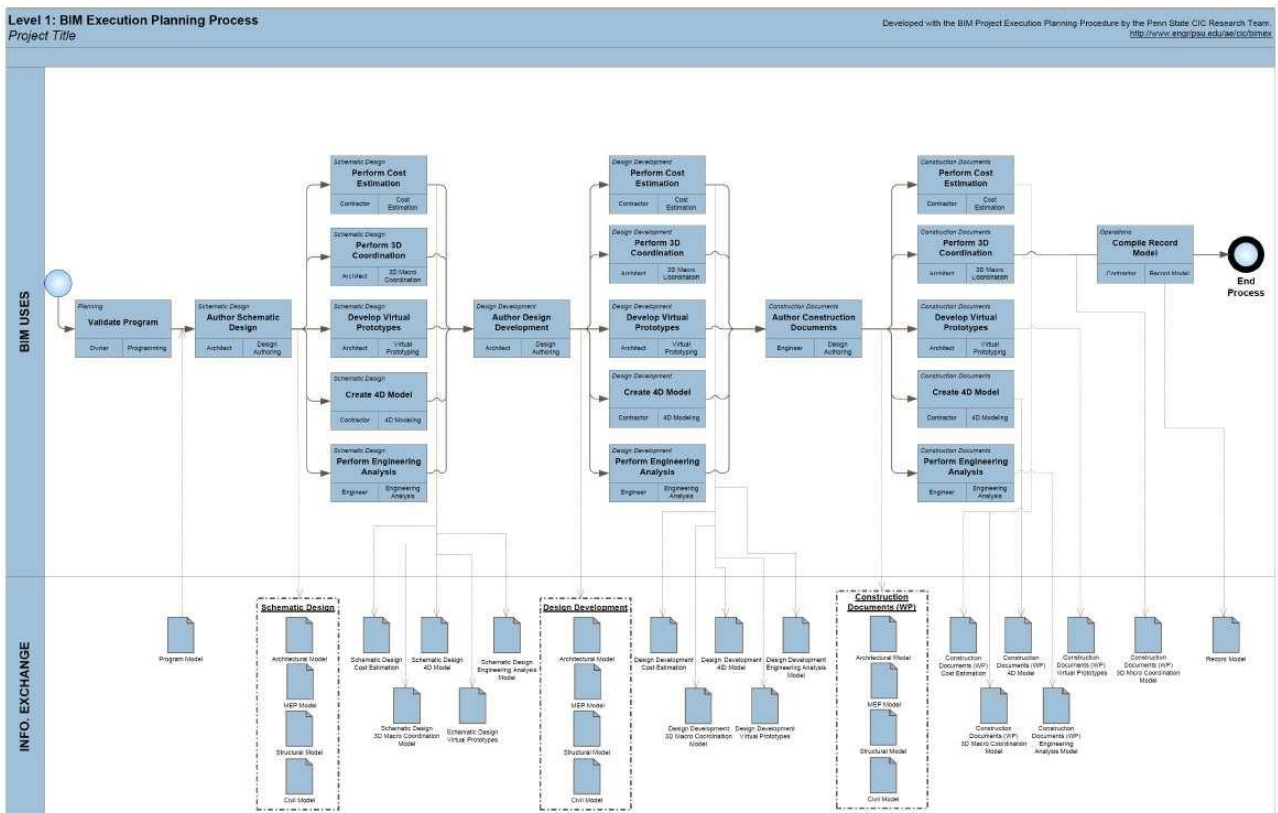 Level 1: BIM Execution Planning Process
Project Title
Developed with the BIM Project Execution Planning Procedure by the Penn State CIC Research Team.
http://www.engr/psu.edu/ae/cic/bimex
BIM USES
Planning
Validate Program
Owner
Programming
Schematic Design
Author Schematic
Design
Architect
Design
Authoring
Schematic Design
Perform Cost
Estimation
Contractor
Cost
Estimation
Schematic Design
Perform 3D
Coordination
Architect
3D Macro
Coordination
Schematic Design
Develop Virtual
Prototypes
Architect
Virtual
Prototyping
Schematic Design
Create 4D Model
Contractor
4D Modeling
Schematic Design
Perform Engineering
Analysis
Engineer
Engineering
Analysis
Design Development
Author Design
Development
Architect
Design
Authoring
Design Development
Perform Cost
Estimation
Contractor
Cost
Estimation
Design Development
Perform 3D
Coordination
Architect
3D Macro
Coordination
Design Development
Develop Virtual
Prototypes
Architect
Virtual
Prototyping
Design Development
Create 4D Model
Contractor
4D Modeling
Design Development
Perform Engineering
Analysis
Engineer
Engineering
Analysis
Construction Documents
Author Construction
Documents
Engineer
Design
Authoring
Construction Documents
Perform Cost
Estimation
Contractor
Cost
Estimation
Construction Documents
Perform 3D
Coordination
Architect
3D Macro
Coordination
Construction Documents
Develop Virtual
Prototypes
Architect
Virtual
Prototyping
Construction Documents
Create 4D Model
Contractor
4D Modeling
Construction Documents
Perform Engineering
Analysis
Engineer
Engineering
Analysis
Operations
Compile Record
Model
Contractor
Record Model
End
Process
INFO. EXCHANGE
Program Model
Schematic Design
Architectural Model
MEP Model
Structural Model
Civil Model
Schematic Design
Cost Estimation
Schematic Design
4D Model
Schematic Design
Engineering Analysis
Model
Schematic Design
3D Macro Coordination
Model
Schematic Design
Virtual Prototypes
Design Development
Architectural Model
MEP Model
Structural Model
Civil Model
Design Development
Cost Estimation
Design Development
4D Model
Design Development
Engineering Analysis
Model
Design Development
3D Macro Coordination
Model
Design Development
Virtual Prototypes
Construction
Documents (WP)
Architectural Model
MEP Model
Structural Model
Civil Model
Construction
Documents (WP)
Cost Estimation
Construction
Documents (WP)
4D Model
Construction
Documents (WP)
Virtual Prototypes
Construction
Documents (WP)
3D Micro Coordination
Model
Construction
Documents (WP)
3D Macro Coordination
Model
Construction
Documents (WP)
Engineering
Analysis Model
Record Model